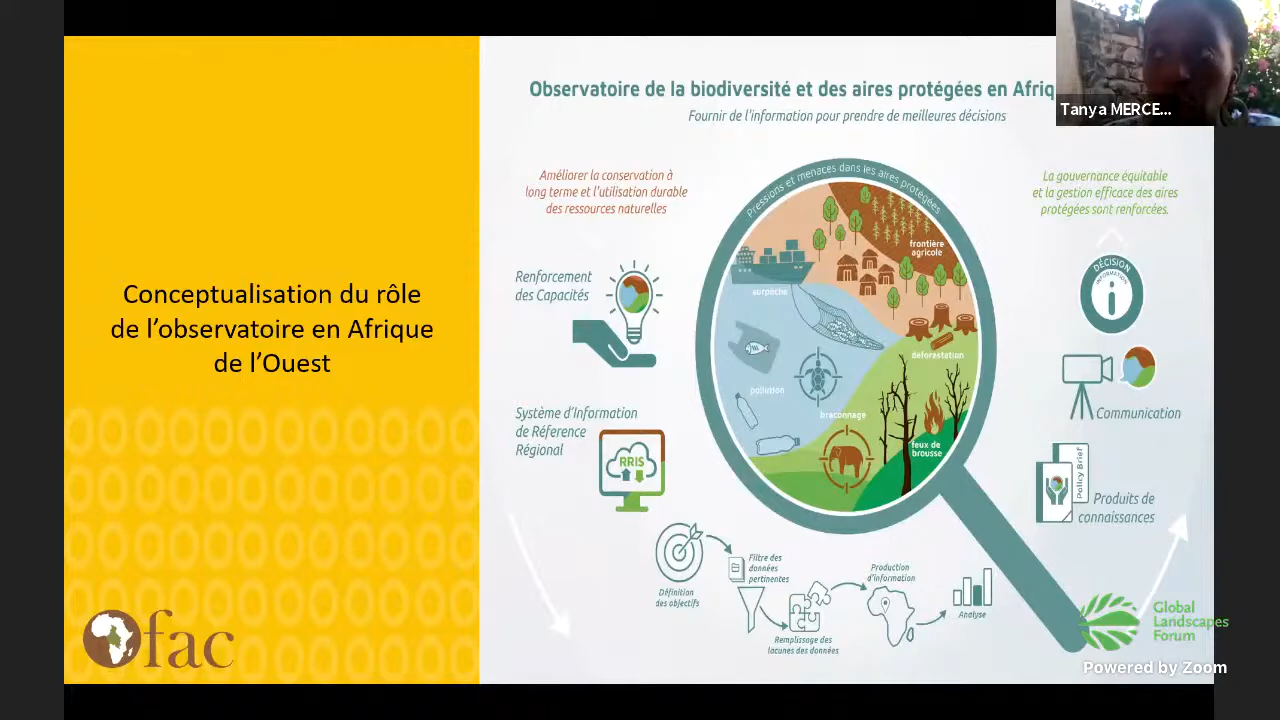 Conceptualisation du rôle
de l’observatoire en Afrique
de l’Ouest
Ofac
Observatoire de la biodiversité et des aires protégées en Afriq
Fournir de l'information pour prendre de meilleures décisions
Tanya MERCE...
Améliorer la conservation à
long terme et l'utilisation durable
des ressources naturelles
La gouvernance équitable
et la gestion efficace des aires
protégées sont renforcées.
Pressions et menaces dans les aires protégées
Renforcement
des Capacités
Système d'Information
de Référence
Régional
RRIS
frontière
agricole
surpêche
déforestation
pollution
braconnage
feux de
brousse
DÉCISION
INFORMATION
i
Communication
Policy Brief
Produits de
connaissances
Définition
des objectifs
Filtre des
données
pertinentes
Remplissage des
lacunes des données
Production
d'information
Analyse
Global
Landscapes
Forum
Powered by Zoom